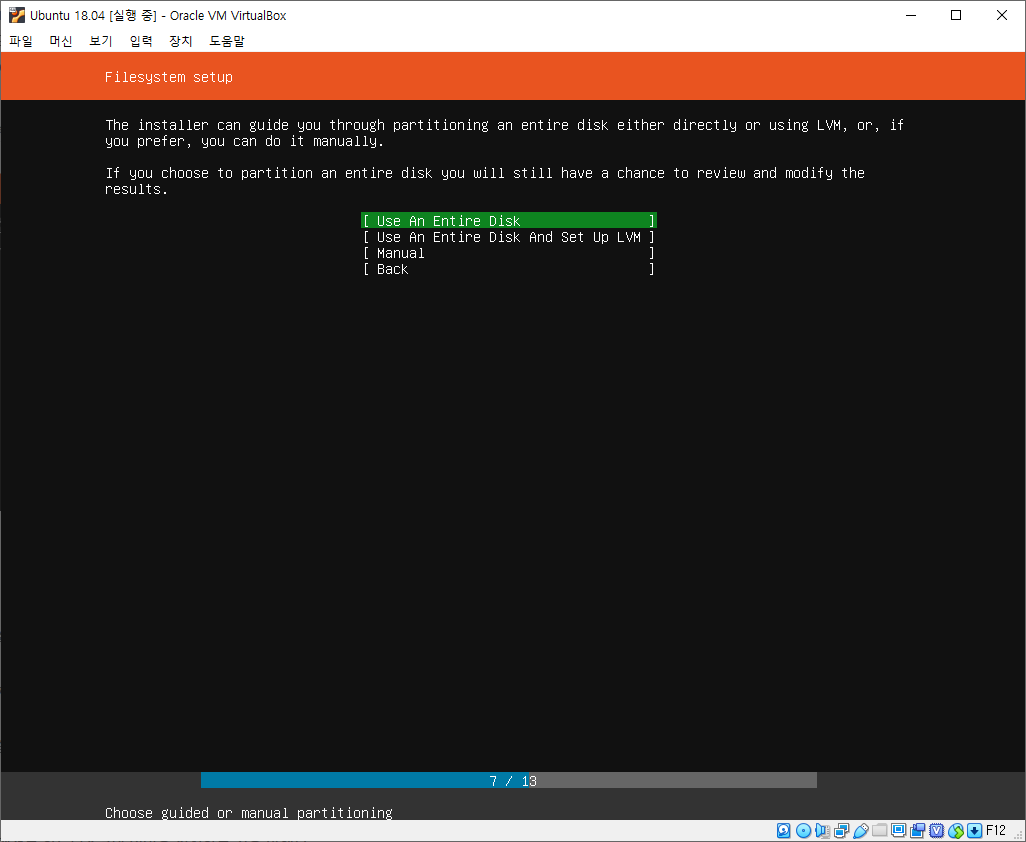 Ubuntu 18.04 [실행 중] - Oracle VM VirtualBox
파일 머신 보기 입력 장치 도움말
Filesystem setup
The installer can guide you through partitioning an entire disk either directly or using LVM, or, if
you prefer, you can do it manually.
If you choose to partition an entire disk you will still have a chance to review and modify the
results.
[ Use An Entire Disk ]
[ Use An Entire Disk And Set Up LVM ]
[ Manual ]
[ Back ]
7 / 13
Choose guided or manual partitioning
F12